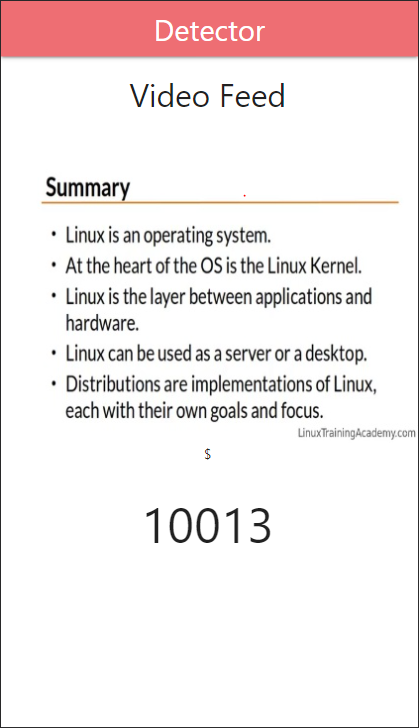 Detector
Video Feed
Summary
• Linux is an operating system.
• At the heart of the OS is the Linux Kernel.
• Linux is the layer between applications and
hardware.
• Linux can be used as a server or a desktop.
• Distributions are implementations of Linux,
each with their own goals and focus.
LinuxTrainingAcademy.com
$
10013